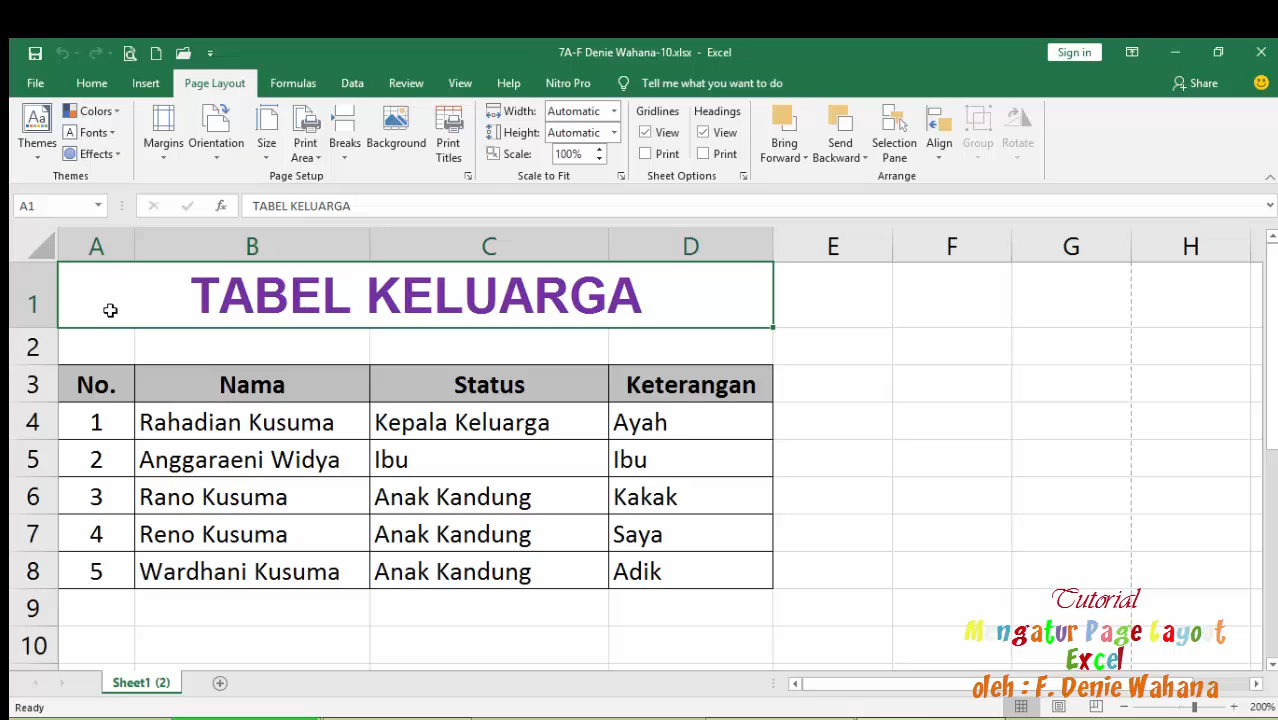 7A-F Denie Wahana-10.xlsx - Excel
Sign in
File Home Insert Page Layout Formulas Data Review View Help Nitro Pro Tell me what you want to do Share
Themes
Colors
Fonts
Effects
Themes
Margins
Orientation
Size
Print Area
Breaks
Background
Print Titles
Page Setup
Width: Automatic
Height: Automatic
Scale: 100%
Scale to Fit
Gridlines
View
Print
Headings
View
Print
Sheet Options
Bring Forward
Send Backward
Selection Pane
Align
Group
Rotate
Arrange
A1 fx TABEL KELUARGA
A B C D E F G H
1 TABEL KELUARGA
2
3 No. Nama Status Keterangan
4 1 Rahadian Kusuma Kepala Keluarga Ayah
5 2 Anggaraeni Widya Ibu Ibu
6 3 Rano Kusuma Anak Kandung Kakak
7 4 Reno Kusuma Anak Kandung Saya
8 5 Wardhani Kusuma Anak Kandung Adik
9
10
Tutorial
Mengatur Page Layout
Excel
oleh : F. Denie Wahana
Sheet1 (2)
Ready
200%